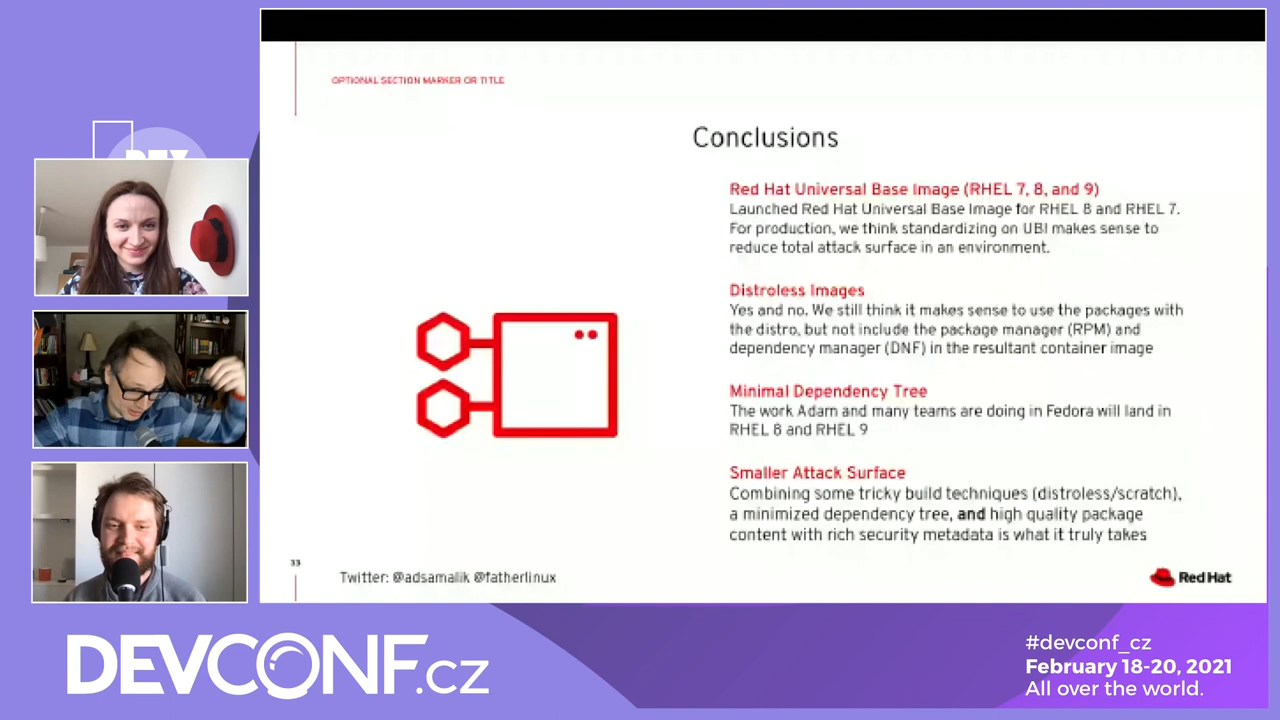 OPTIONAL SECTION MARKER OR TITLE
Conclusions
Red Hat Universal Base Image (RHEL 7, 8, and 9)
Launched Red Hat Universal Base Image for RHEL 8 and RHEL 7.
For production, we think standardizing on UBI makes sense to
reduce total attack surface in an environment.
Distroless Images
Yes and no. We still think it makes sense to use the packages with
the distro, but not include the package manager (RPM) and
dependency manager (DNF) in the resultant container image
Minimal Dependency Tree
The work Adam and many teams are doing in Fedora will land in
RHEL 8 and RHEL 9
Smaller Attack Surface
Combining some tricky build techniques (distroless/scratch),
a minimized dependency tree, and high quality package
content with rich security metadata is what it truly takes
33
Twitter: @adsamalik @fatherlinux
Red Hat
DEVCONF.cz
#devconf_cz
February 18-20, 2021
All over the world.